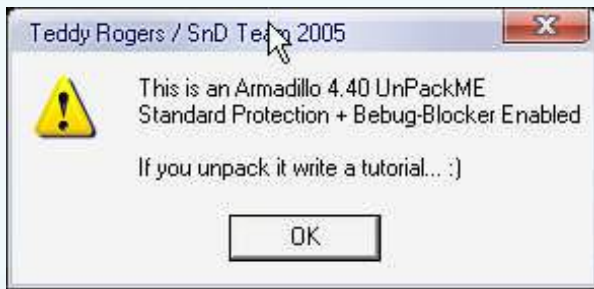 Teddy Rogers / SnD Team 2005
This is an Armadillo 4.40 UnPackME
Standard Protection + Bebug-Blocker Enabled
If you unpack it write a tutorial... :)
OK